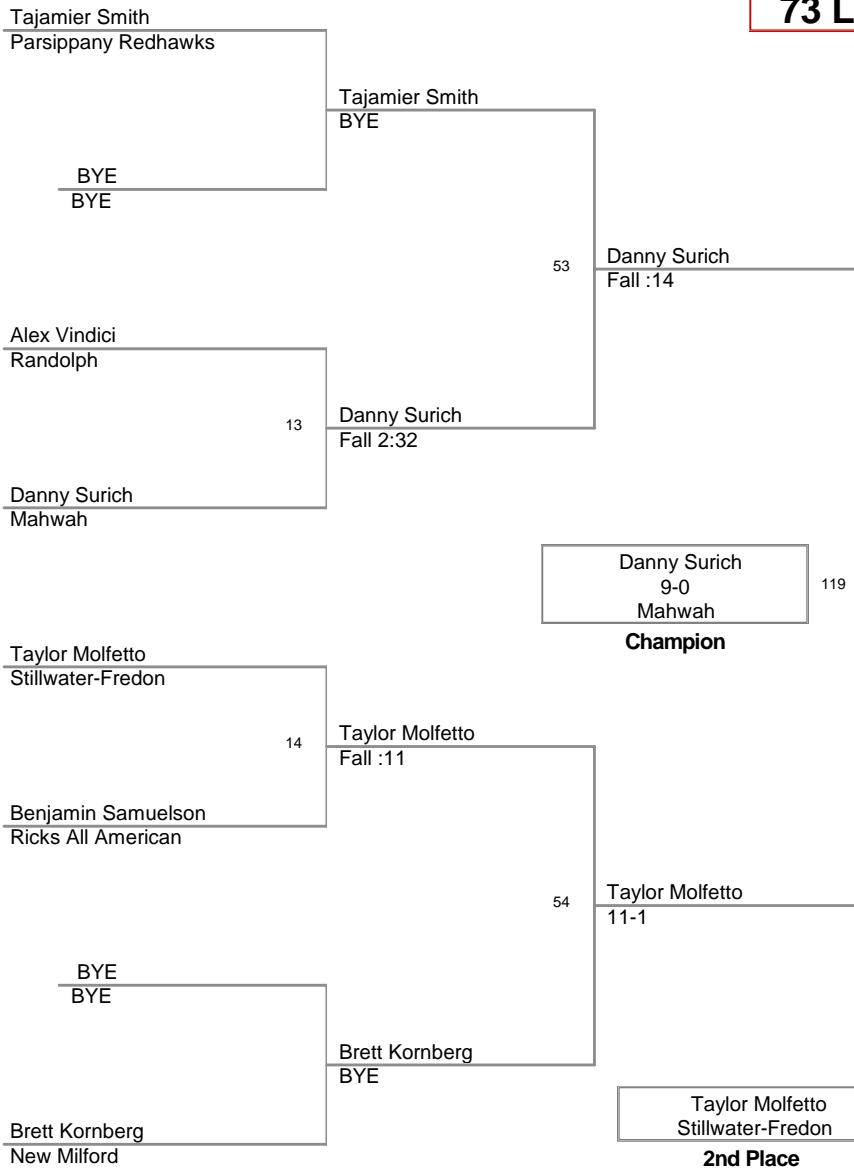 73 L
Tajamier Smith
Parsippany Redhawks
Tajamier Smith
BYE
BYE
BYE
53
Danny Surich
Fall :14
Alex Vindici
Randolph
13
Danny Surich
Fall 2:32
Danny Surich
Mahwah
Danny Surich
9-0
Mahwah
119
Champion
Taylor Molfetto
Stillwater-Fredon
14
Taylor Molfetto
Fall :11
Benjamin Samuelson
Ricks All American
54
Taylor Molfetto
11-1
BYE
BYE
Brett Kornberg
BYE
Brett Kornberg
New Milford
Taylor Molfetto
Stillwater-Fredon
2nd Place